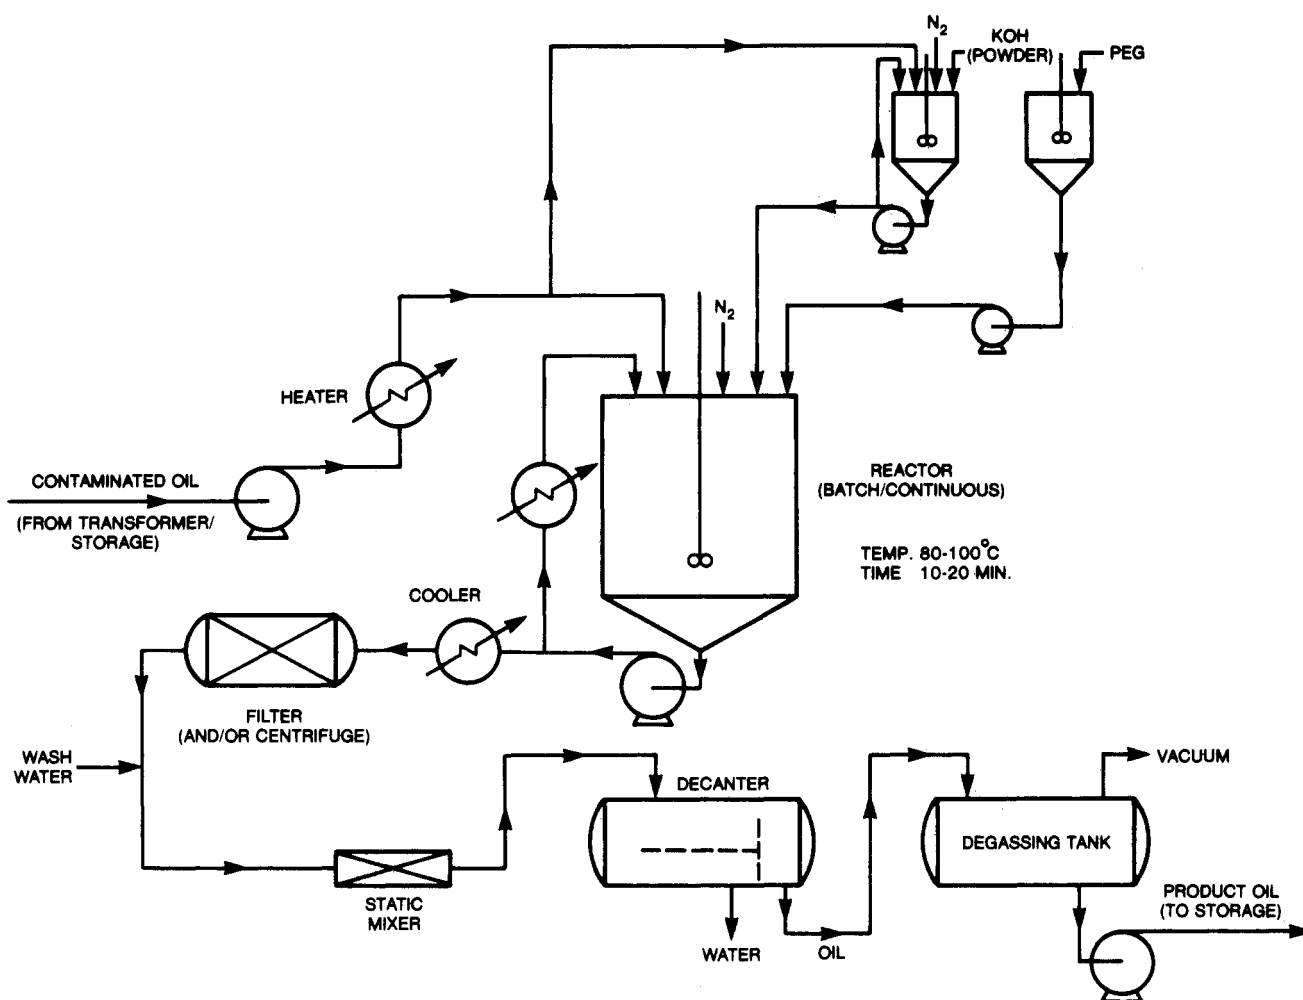 N2
KOH
(POWDER)
PEG
N2
HEATER
CONTAMINATED OIL
(FROM TRANSFORMER/
STORAGE)
REACTOR
(BATCH/CONTINUOUS)
TEMP. 80-100°C
TIME 10-20 MIN.
COOLER
FILTER
(AND/OR CENTRIFUGE)
WASH
WATER
DECANTER
VACUUM
DEGASSING TANK
STATIC
MIXER
PRODUCT OIL
(TO STORAGE)
WATER
OIL